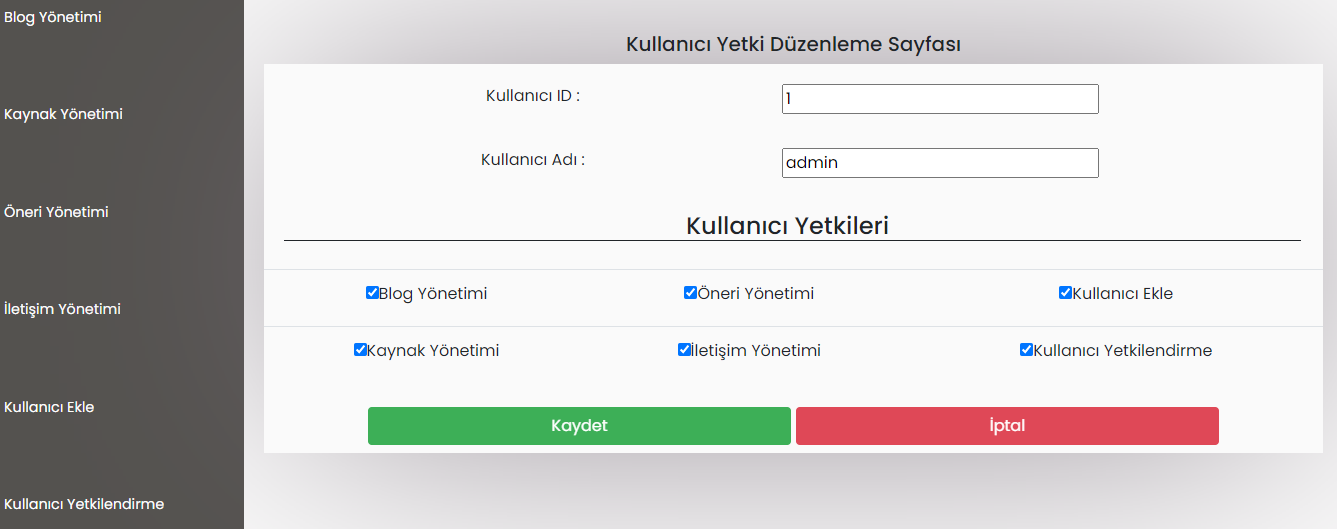 Blog Yönetimi
Kaynak Yönetimi
Öneri Yönetimi
İletişim Yönetimi
Kullanıcı Ekle
Kullanıcı Yetkilendirme
Kullanıcı Yetki Düzenleme Sayfası
Kullanıcı ID :
1
Kullanıcı Adı :
admin
Kullanıcı Yetkileri
Blog Yönetimi
Öneri Yönetimi
Kullanıcı Ekle
Kaynak Yönetimi
İletişim Yönetimi
Kullanıcı Yetkilendirme
Kaydet
İptal